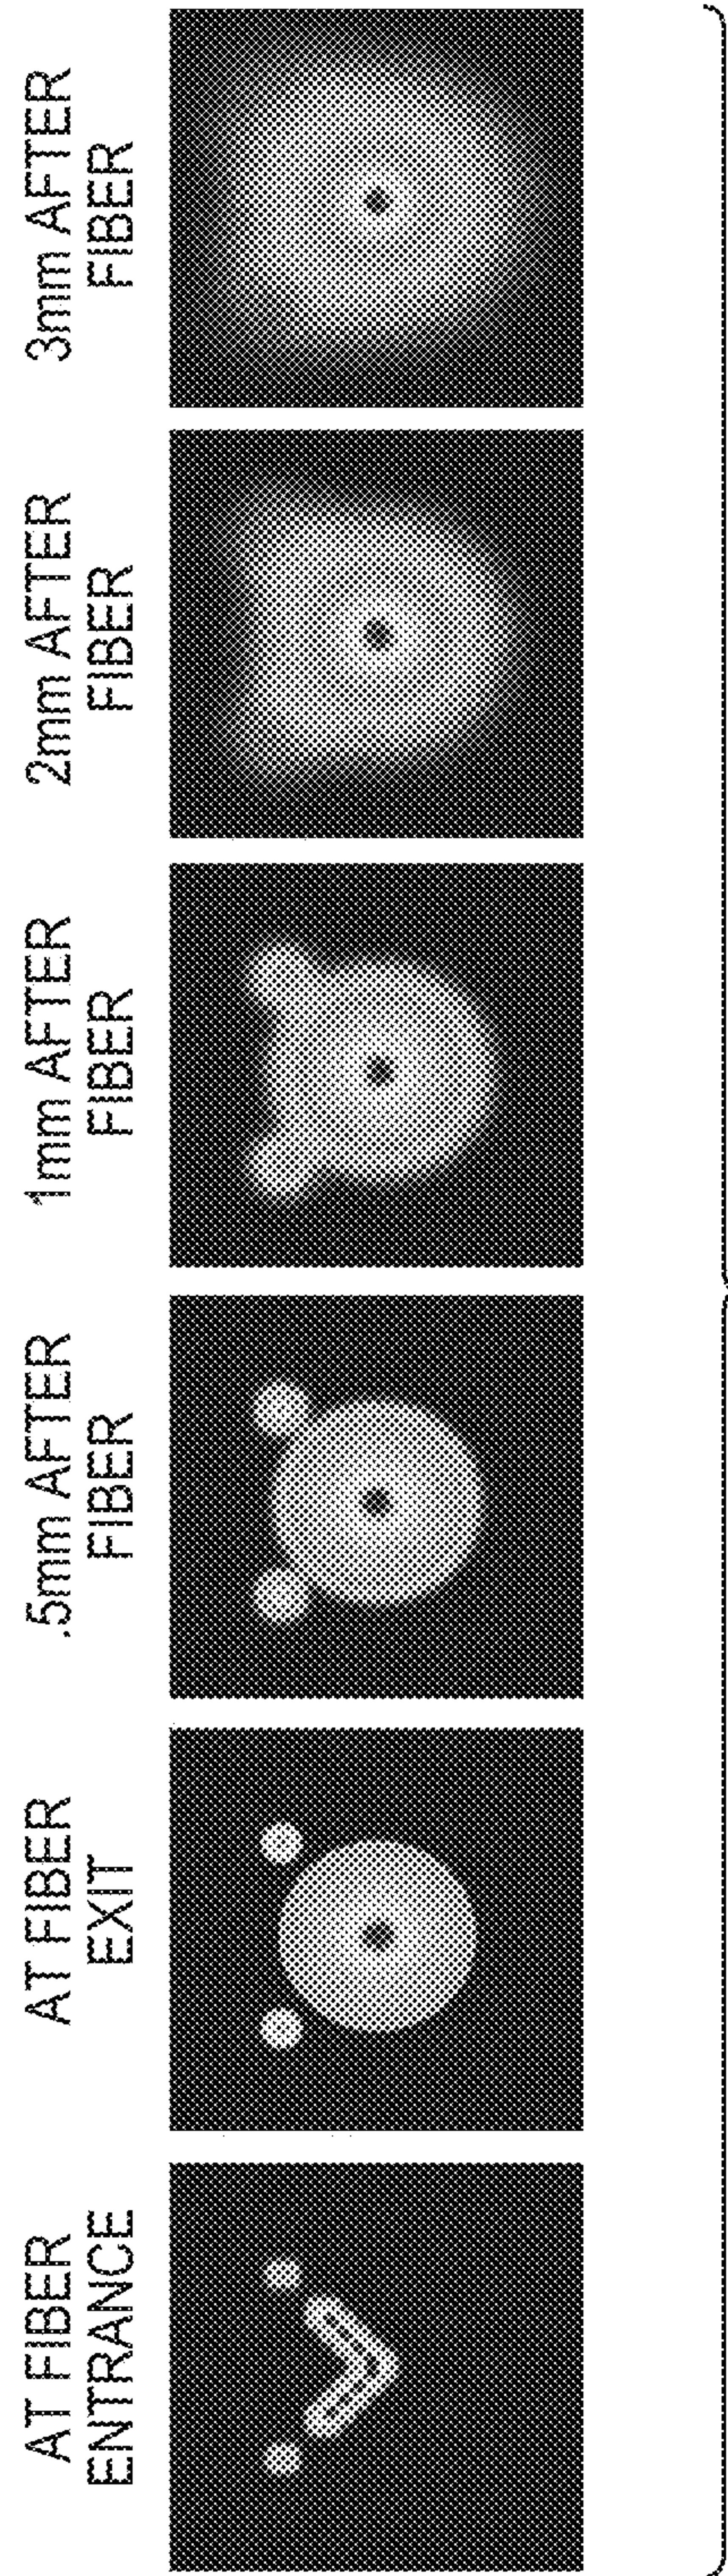 AT FIBER
ENTRANCE
AT FIBER
EXIT
.5mm AFTER
FIBER
1mm AFTER
FIBER
2mm AFTER
FIBER
3mm AFTER
FIBER